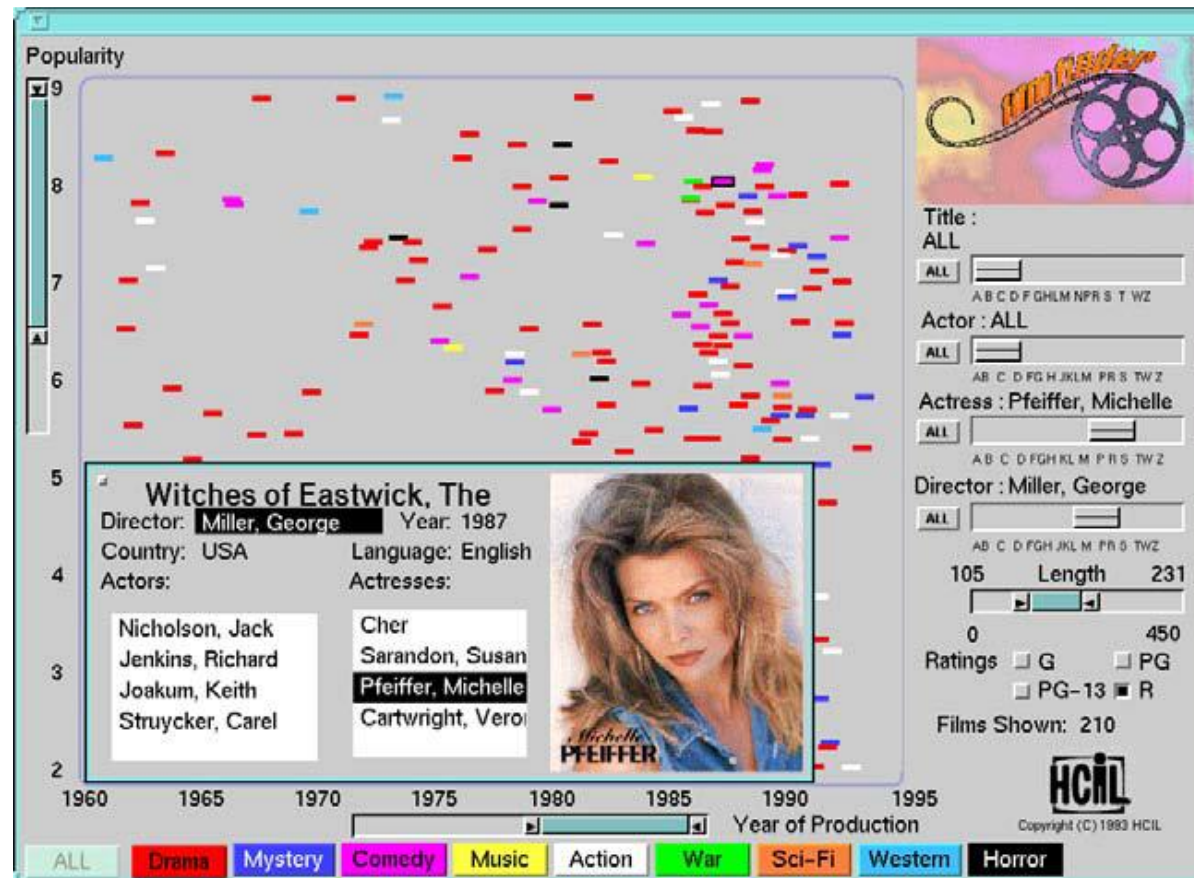 Popularity
film finder
9
8
7
6
5
4
3
2
1960 1965 1970 1975 1980 1985 1990 1995
Year of Production
Witches of Eastwick, The
Director: Miller, George Year: 1987
Country: USA Language: English
Actors: Actresses:
Nicholson, Jack
Jenkins, Richard
Joakum, Keith
Struycker, Carel
Cher
Sarandon, Susan
Pfeiffer, Michelle
Cartwright, Vero
Michelle
PFEIFFER
Title :
ALL
ALL
A B C D F GHLM NPR S T WZ
Actor : ALL
ALL
AB C D FG H JKLM PR S TW Z
Actress : Pfeiffer, Michelle
ALL
A B C D FGH KL M P R S TW Z
Director : Miller, George
ALL
AB C D FGH JKL M PR S TWZ
105 Length 231
0 450
Ratings G PG
PG-13 R
Films Shown: 210
HCIL
Copyright (C) 1993 HCIL
ALL Drama Mystery Comedy Music Action War Sci-Fi Western Horror